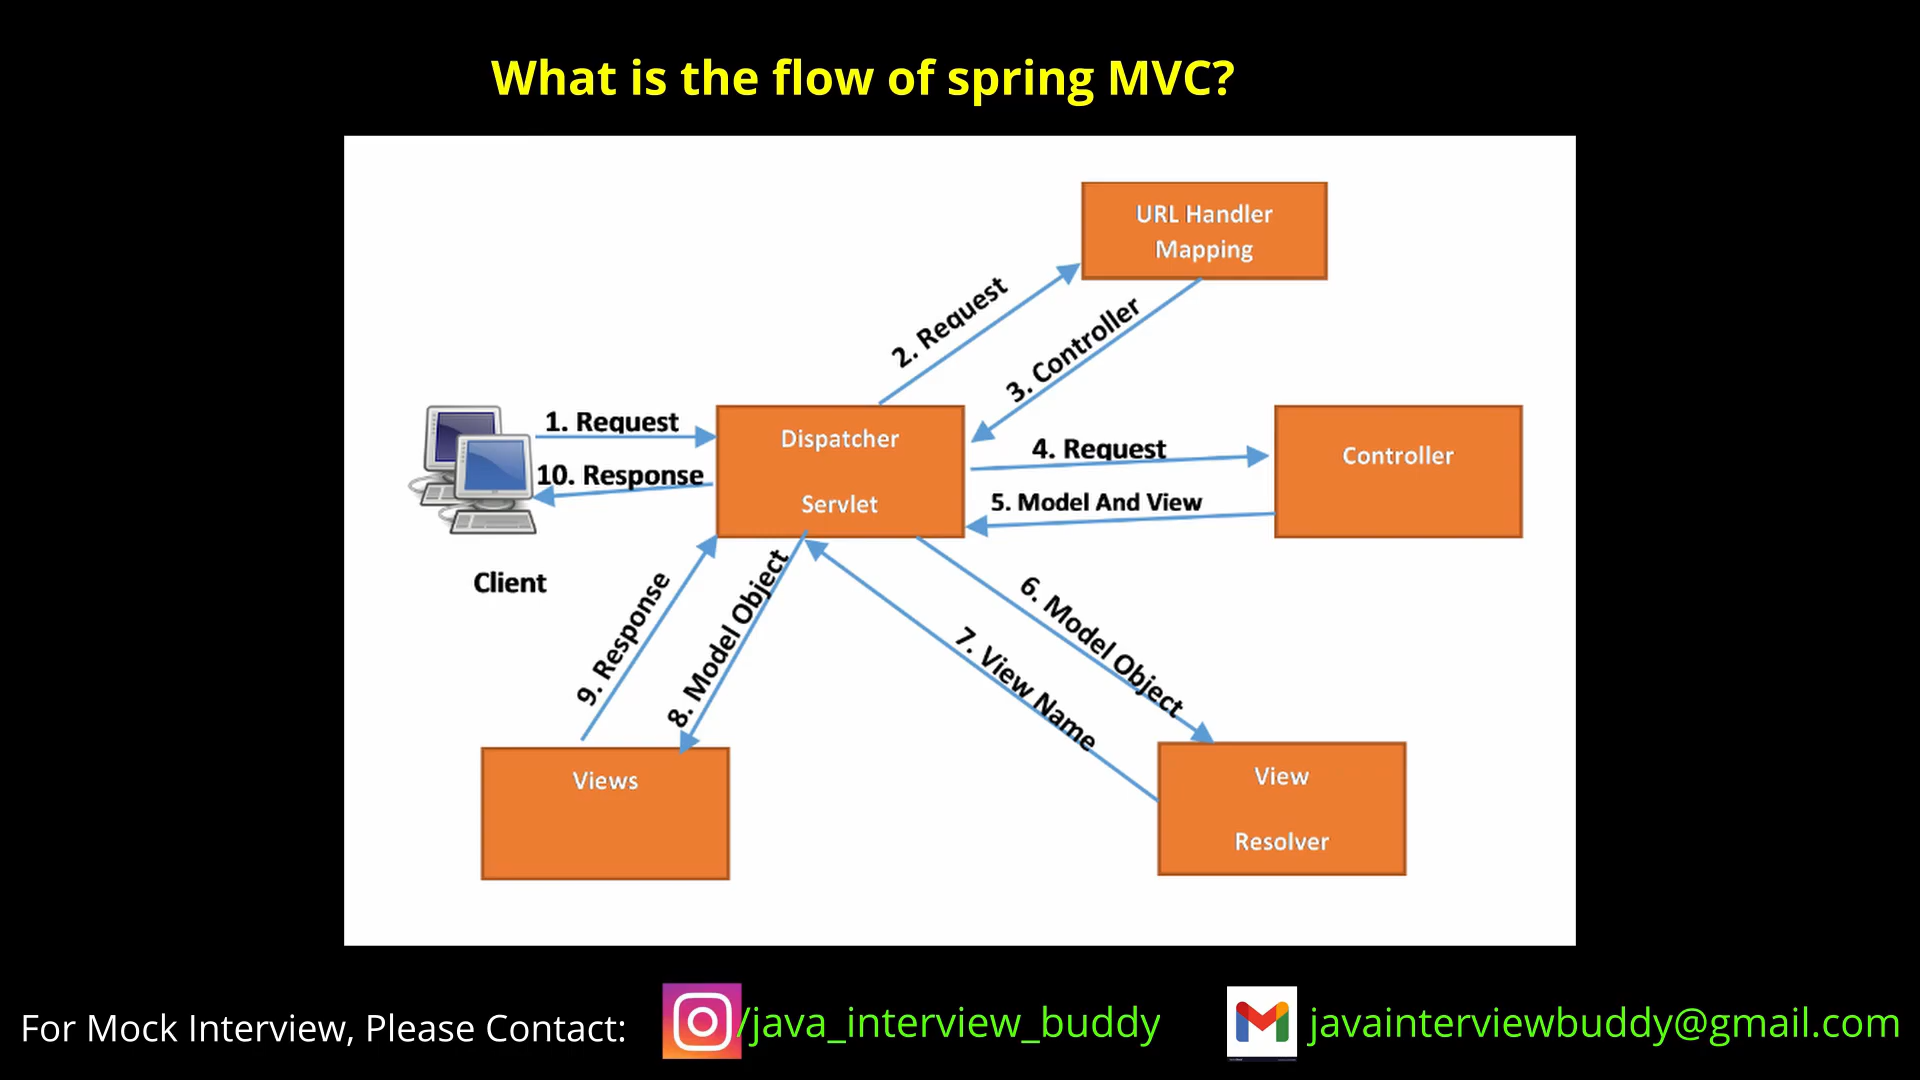 What is the flow of spring MVC?
URL Handler
Mapping
2. Request
3. Controller
1. Request
Dispatcher
Servlet
4. Request
Controller
10. Response
5. Model And View
Client
9. Response
8. Model Object
7. View Name
6. Model Object
Views
View
Resolver
For Mock Interview, Please Contact:
/java_interview_buddy
javainterviewbuddy@gmail.com